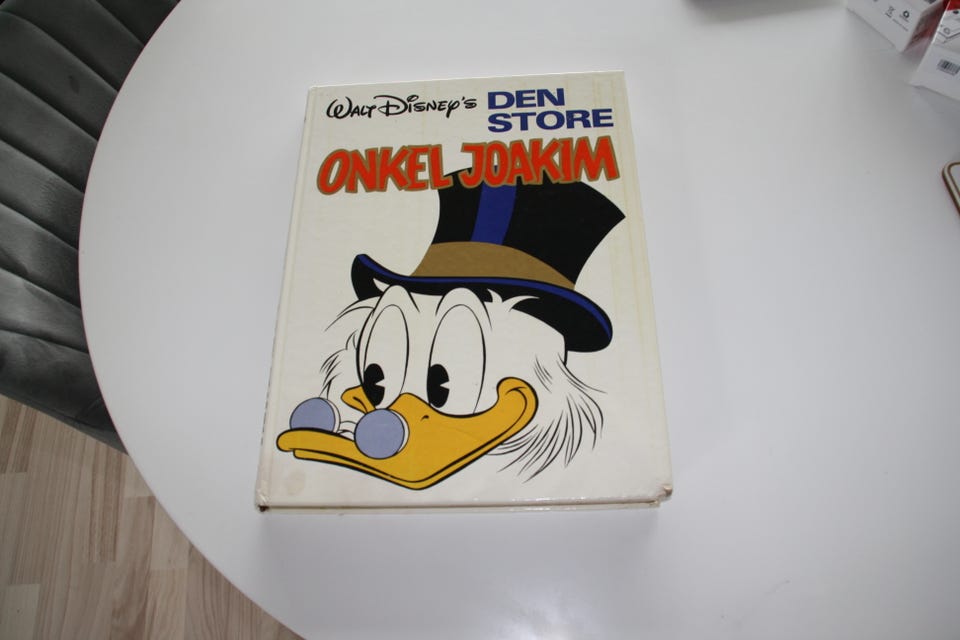 WALT DISNEY'S
DEN
STORE
ONKEL JOAKIM